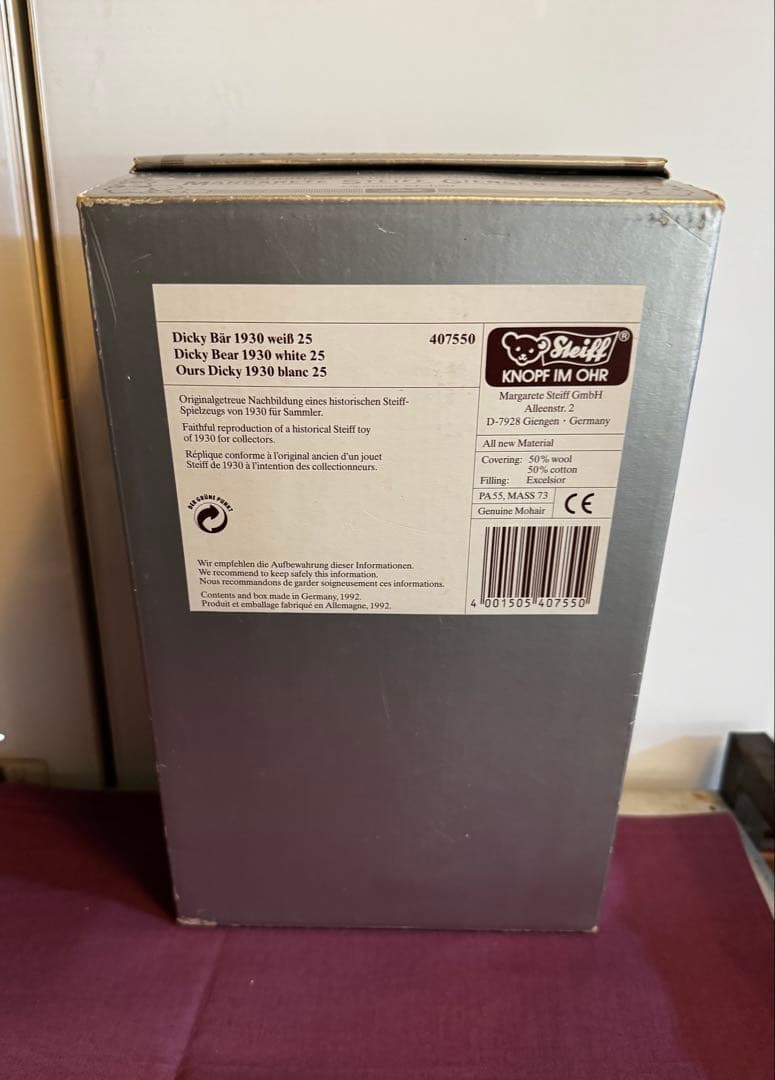 MARGARETE STEIFF
Dicky Bär 1930 weiß 25
Dicky Bear 1930 white 25
Ours Dicky 1930 blanc 25
407550
Steiff®
KNOPF IM OHR
Margarete Steiff GmbH
Alleenstr. 2
D-7928 Giengen · Germany
Originalgetreue Nachbildung eines historischen Steiff-
Spielzeugs von 1930 für Sammler.
Faithful reproduction of a historical Steiff toy
of 1930 for collectors.
Réplique conforme à l'original ancien d'un jouet
Steiff de 1930 à l'intention des collectionneurs.
All new Material
Covering: 50% wool
50% cotton
Filling: Excelsior
PA55, MASS 73
Genuine Mohair
CE
DER GRÜNE PUNKT
Wir empfehlen die Aufbewahrung dieser Informationen.
We recommend to keep safely this information.
Nous recommandons de garder soigneusement ces informations.
Contents and box made in Germany, 1992.
Produit et emballage fabriqué en Allemagne, 1992.
4 001505 407550